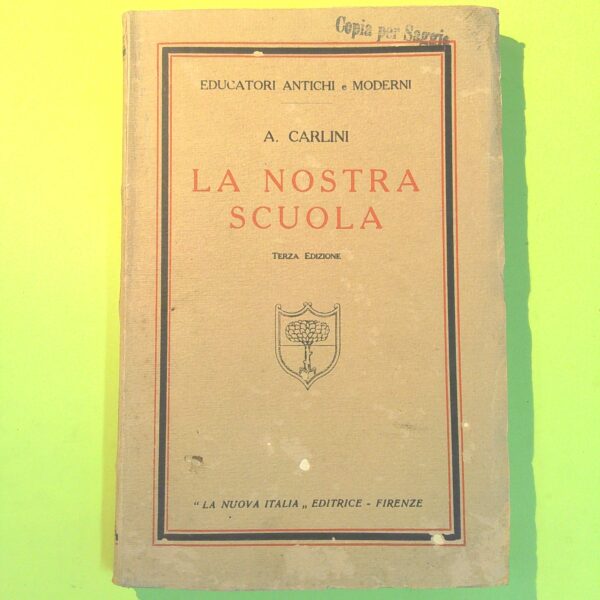 Copia per Saggio
EDUCATORI ANTICHI e MODERNI
A. CARLINI
LA NOSTRA
SCUOLA
TERZA EDIZIONE
"LA NUOVA ITALIA„ EDITRICE - FIRENZE